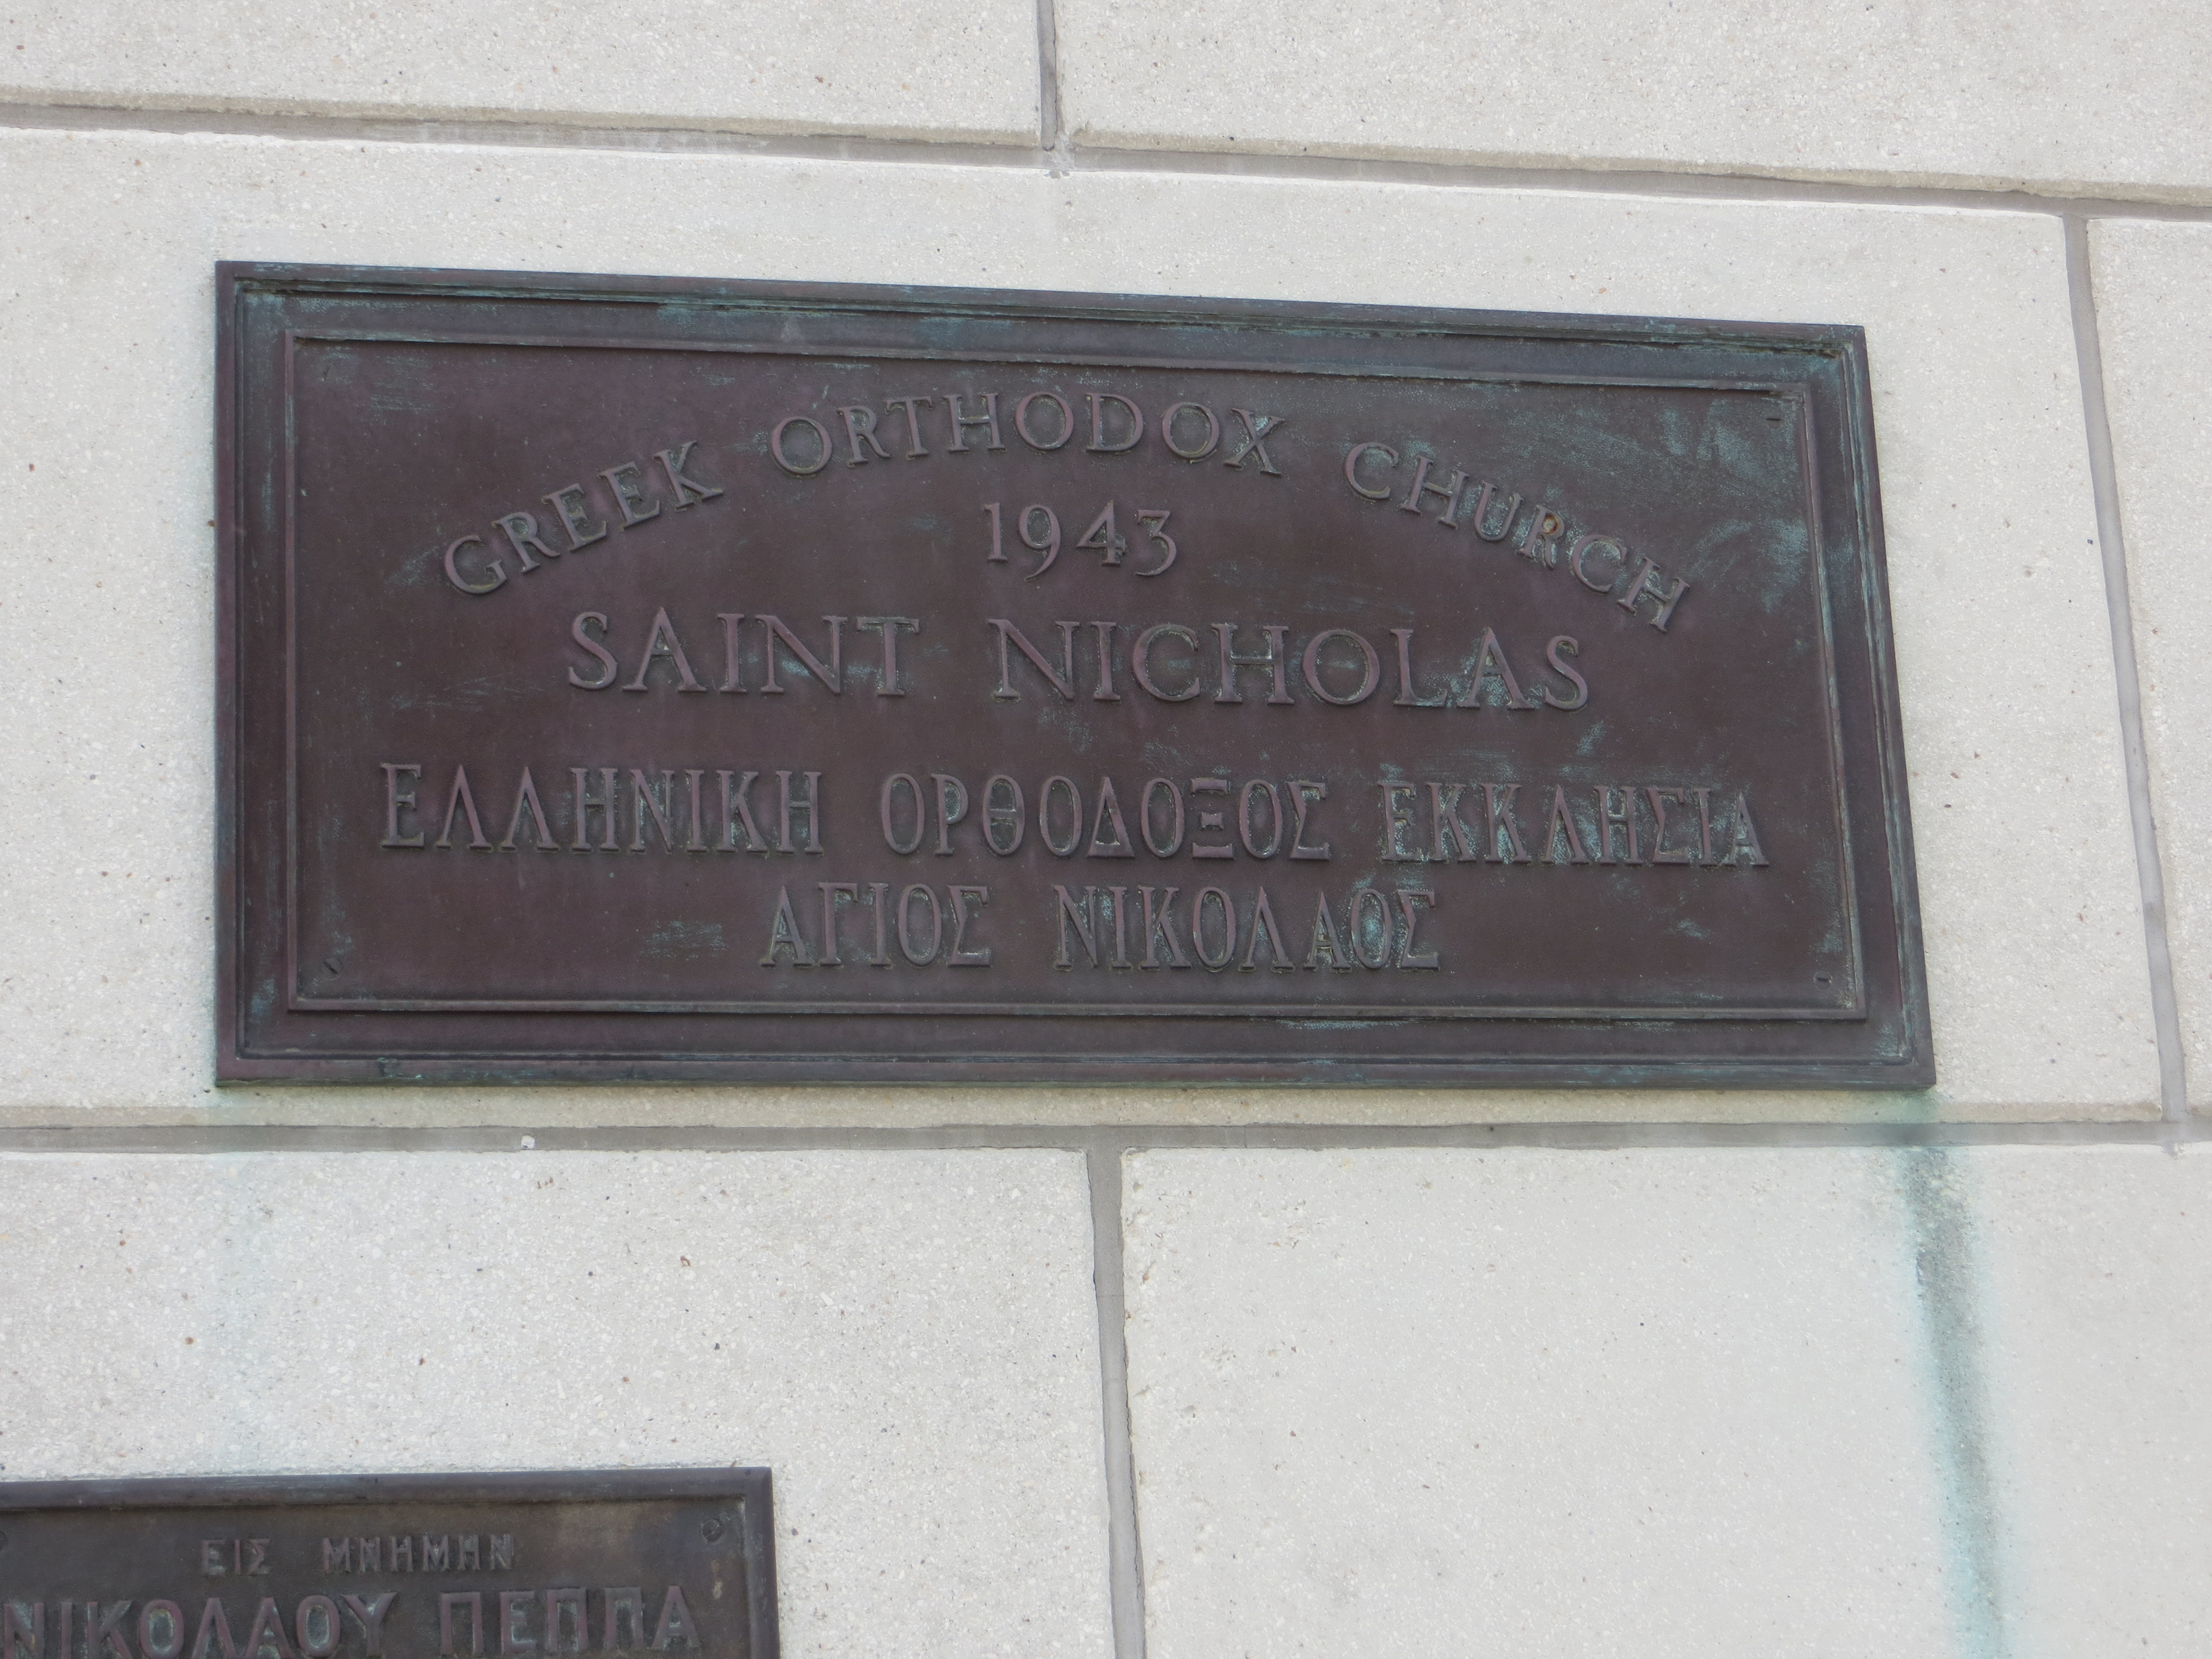 GREEK ORTHODOX CHURCH
1943
SAINT NICHOLAS
ΕΛΛΗΝΙΚΗ ΟΡΘΟΔΟΞΟΣ ΕΚΚΛΗΣΙΑ
ΑΓΙΟΣ ΝΙΚΟΛΑΟΣ
ΕΙΣ ΜΝΗΜΗΝ
ΝΙΚΟΛΑΟΥ ΠΕΠΠΑ